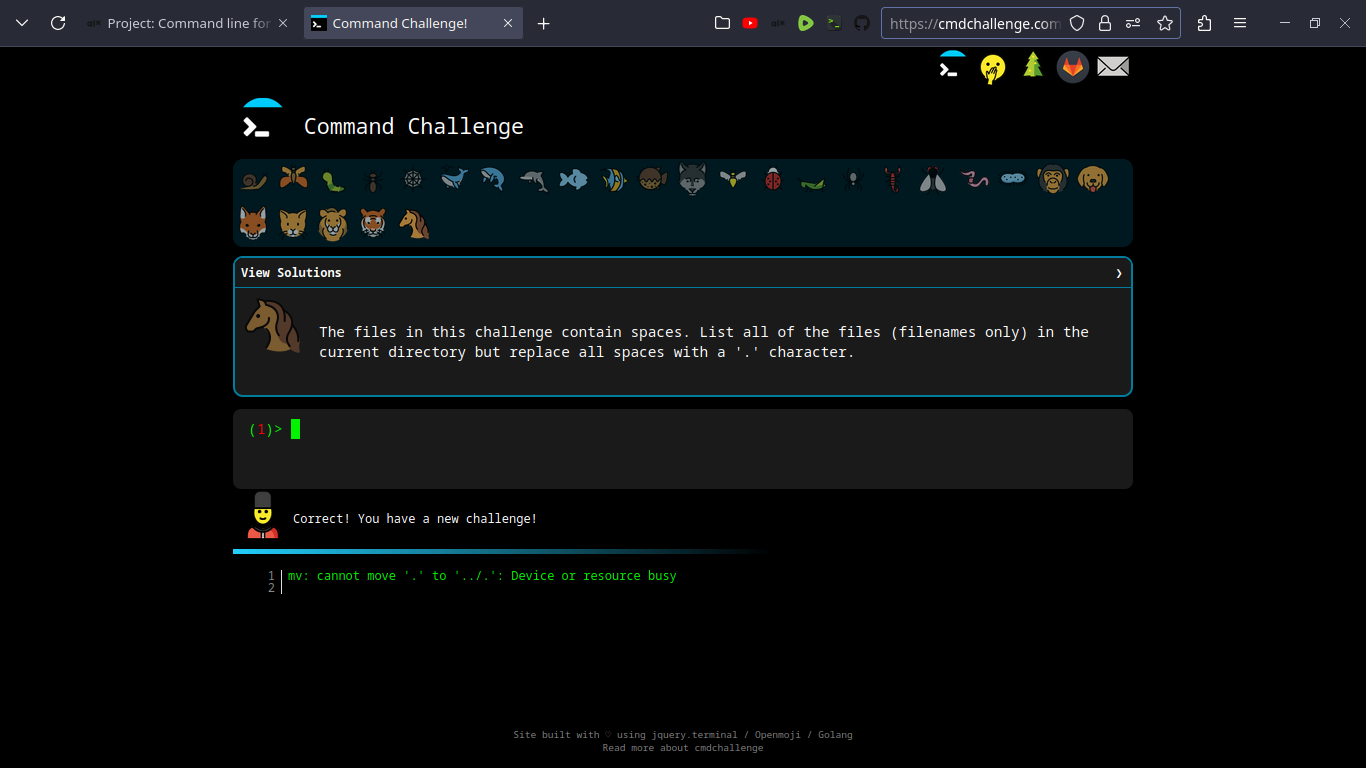 Project: Command line for
Command Challenge!
https://cmdchallenge.com
Command Challenge
View Solutions
The files in this challenge contain spaces. List all of the files (filenames only) in the
current directory but replace all spaces with a '.' character.
(1)>
Correct! You have a new challenge!
1 mv: cannot move '.' to '../.': Device or resource busy
2
Site built with ♡ using jquery.terminal / Openmoji / Golang
Read more about cmdchallenge